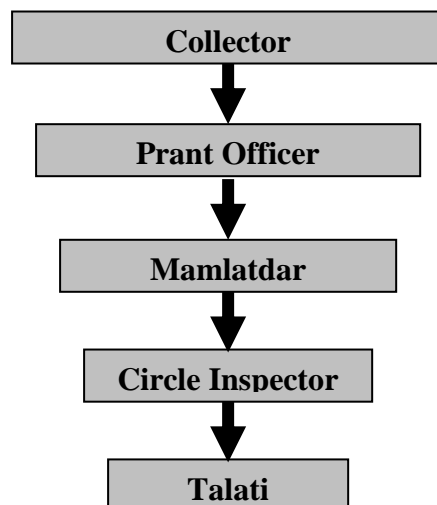 Collector
Prant Officer
Mamlatdar
Circle Inspector
Talati